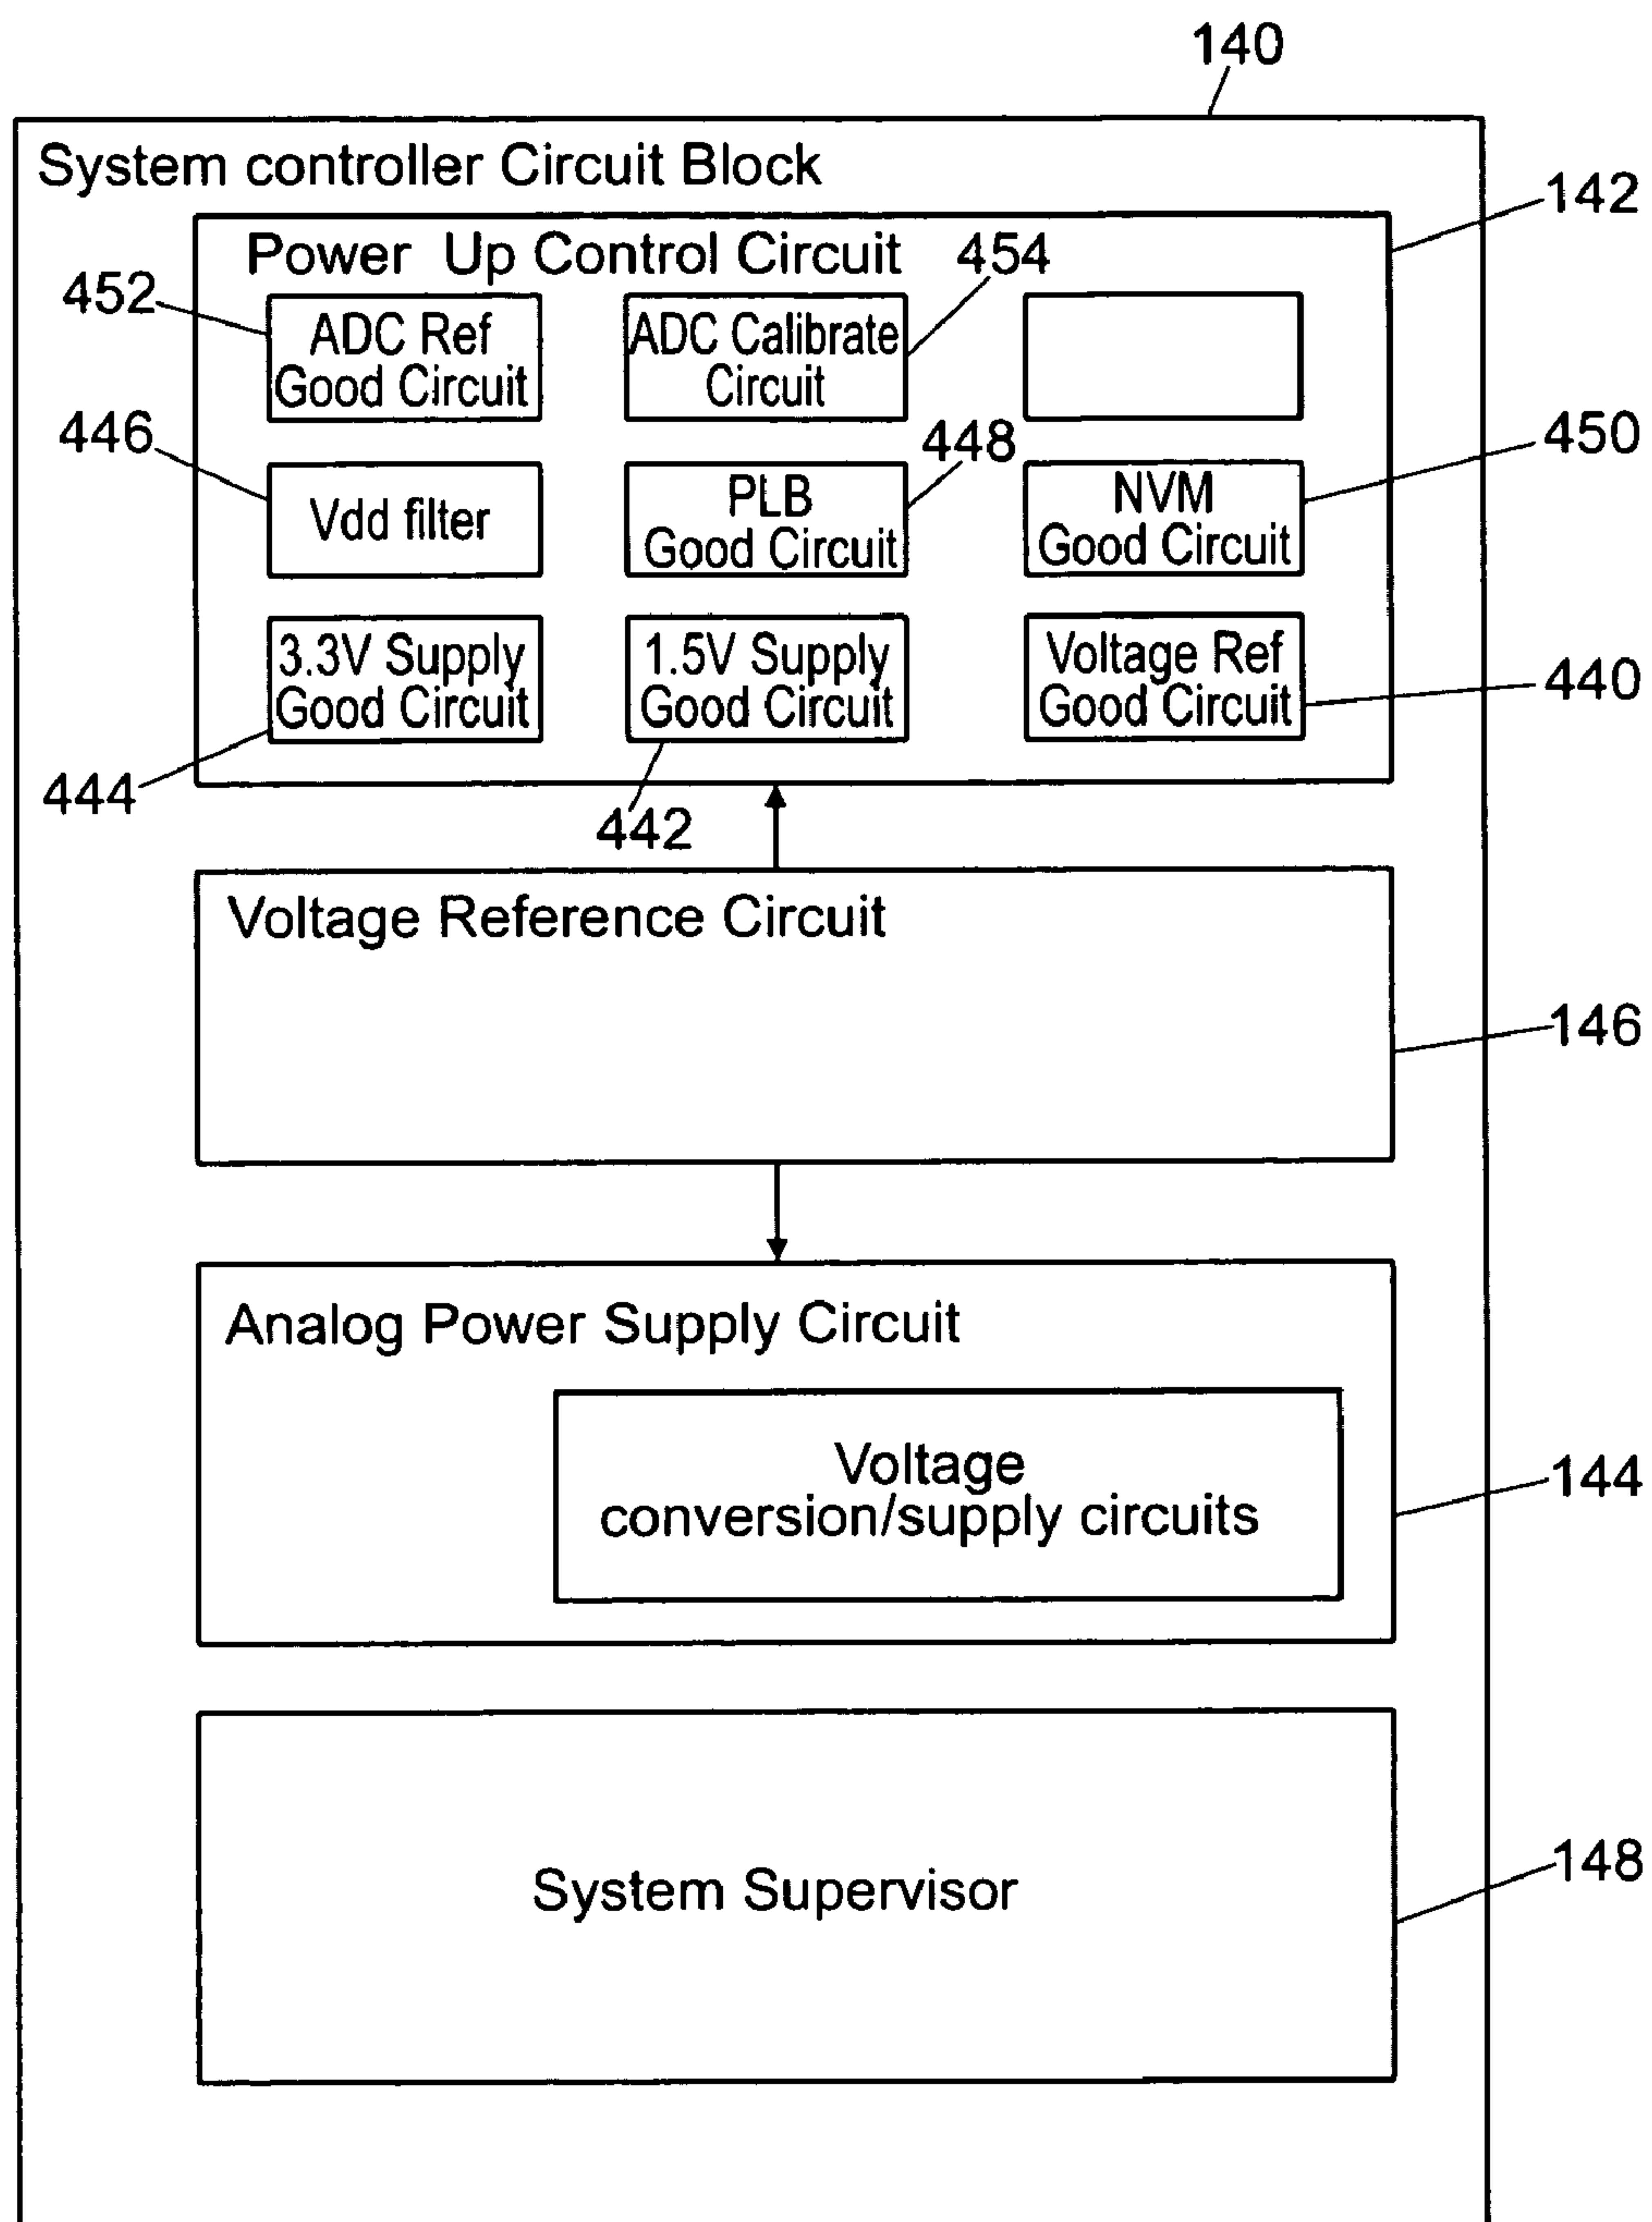 140
System controller Circuit Block
142
Power Up Control Circuit
454
452
ADC Ref
Good Circuit
ADC Calibrate
Circuit
446
448
450
Vdd filter
PLB
Good Circuit
NVM
Good Circuit
3.3V Supply
Good Circuit
1.5V Supply
Good Circuit
Voltage Ref
Good Circuit
440
444
442
Voltage Reference Circuit
146
Analog Power Supply Circuit
Voltage
conversion/supply circuits
144
System Supervisor
148